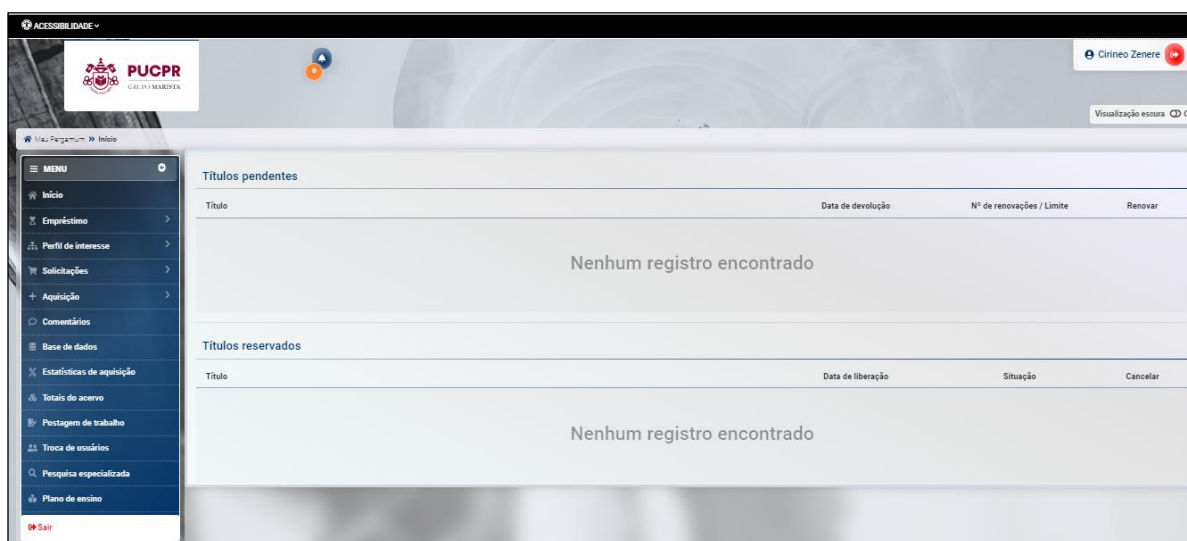 ACESSIBILIDADE
PUCPR
GRUPO MARISTA
0
Cirineo Zenere
Visualização escura
Meu Pergamum » Início
MENU
Início
Empréstimo
Perfil de interesse
Solicitações
Aquisição
Comentários
Base de dados
Estatísticas de aquisição
Totais do acervo
Postagem de trabalho
Troca de usuários
Pesquisa especializada
Plano de ensino
Sair
Títulos pendentes
Título Data de devolução Nº de renovações / Limite Renovar
Nenhum registro encontrado
Títulos reservados
Título Data de liberação Situação Cancelar
Nenhum registro encontrado